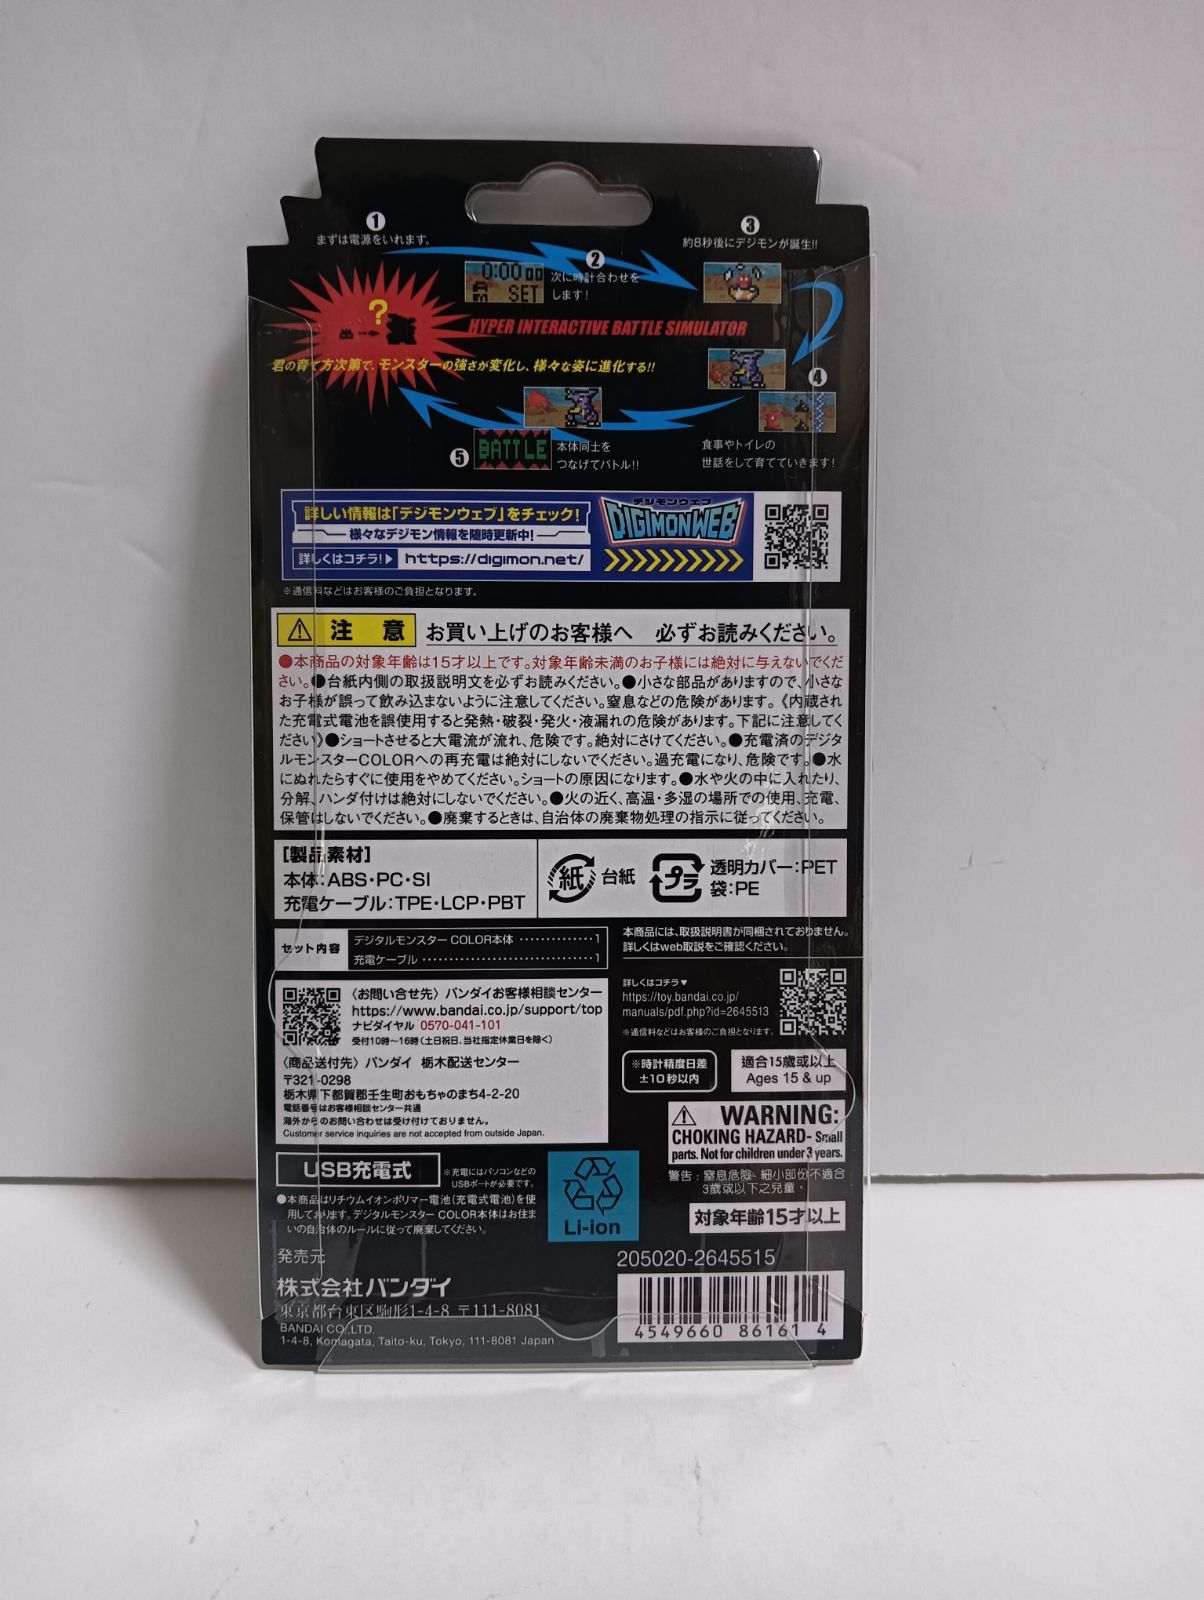 ❶
まずは電源をいれます。
0:00 00
AM SET
❷
次に時計合わせを
します！
❸
約8秒後にデジモンが誕生!!
?
HYPER INTERACTIVE BATTLE SIMULATOR
君の育て方次第で、モンスターの強さが変化し、様々な姿に進化する!!
❹
食事やトイレの
世話をして育てていきます！
❺
BATTLE
本体同士を
つなげてバトル!!
詳しい情報は「デジモンウェブ」をチェック！
様々なデジモン情報を随時更新中！
詳しくはコチラ！▶ https://digimon.net/
デジモンウェブ
DIGIMONWEB
※通信料などはお客様のご負担となります。
⚠ 注 意 お買い上げのお客様へ 必ずお読みください。
●本商品の対象年齢は15才以上です。対象年齢未満のお子様には絶対に与えないでくだ
さい。●台紙内側の取扱説明文を必ずお読みください。●小さな部品がありますので、小さな
お子様が誤って飲み込まないように注意してください。窒息などの危険があります。《内蔵され
た充電式電池を誤使用すると発熱・破裂・発火・液漏れの危険があります。下記に注意してく
ださい》●ショートさせると大電流が流れ、危険です。絶対にさけてください。●充電済のデジタ
ルモンスターCOLORへの再充電は絶対にしないでください。過充電になり、危険です。●水
にぬれたらすぐに使用をやめてください。ショートの原因になります。●水や火の中に入れたり、
分解、ハンダ付けは絶対にしないでください。●火の近く、高温・多湿の場所での使用、充電、
保管はしないでください。●廃棄するときは、自治体の廃棄物処理の指示に従ってください。
[製品素材]
本体：ABS・PC・SI
充電ケーブル：TPE・LCP・PBT
紙 台紙
プラ 透明カバー：PET
袋：PE
セット内容
デジタルモンスター COLOR本体 ‥‥‥‥‥‥1
充電ケーブル ‥‥‥‥‥‥‥‥‥‥‥1
本商品には、取扱説明書が同梱されておりません。
詳しくはweb取説をご確認ください。
〈お問い合せ先〉バンダイお客様相談センター
https://www.bandai.co.jp/support/top
ナビダイヤル 0570-041-101
受付10時～16時（土日祝日、当社指定休業日を除く）
〈商品送付先〉バンダイ 栃木配送センター
〒321-0298
栃木県下都賀郡壬生町おもちゃのまち4-2-20
電話番号はお客様相談センター共通
海外からのお問い合わせは受け付けておりません。
Customer service inquiries are not accepted from outside Japan.
詳しくはコチラ▼
https://toy.bandai.co.jp/
manuals/pdf.php?id=2645513
※通信料などはお客様のご負担となります。
※時計精度日差
±10秒以内
適合15歲或以上
Ages 15 & up
⚠ WARNING:
CHOKING HAZARD- Small
parts. Not for children under 3 years.
警告：窒息危險、細小部份不適合
3歲或以下之兒童。
対象年齢15才以上
USB充電式
※充電にはパソコンなどの
USBポートが必要です。
●本商品はリチウムイオンポリマー電池（充電式電池）を使
用しております。デジタルモンスター COLOR本体はお住ま
いの自治体のルールに従って廃棄してください。
Li-ion
発売元
株式会社バンダイ
東京都台東区駒形1-4-8 〒111-8081
BANDAI CO.,LTD.
1-4-8, Komagata, Taito-ku, Tokyo, 111-8081 Japan
205020-2645515
4549660 86161 4